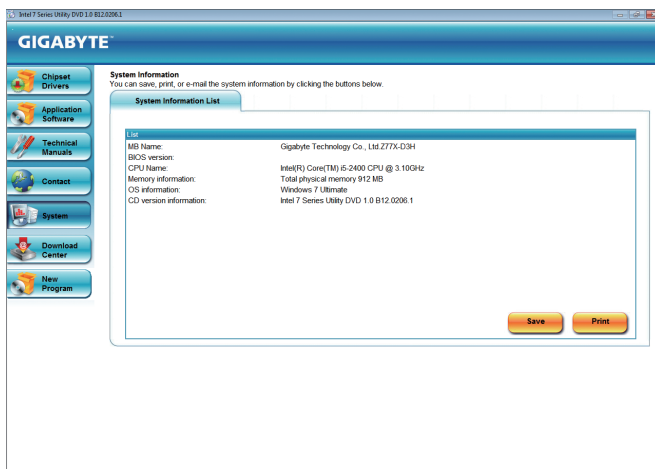 Intel 7 Series Utility DVD 1.0 B12.0206.1
GIGABYTE™
Chipset
Drivers
Application
Software
Technical
Manuals
Contact
System
Download
Center
New
Program
System Information
You can save, print, or e-mail the system information by clicking the buttons below.
System Information List
List
MB Name: Gigabyte Technology Co., Ltd.Z77X-D3H
BIOS version:
CPU Name: Intel(R) Core(TM) i5-2400 CPU @ 3.10GHz
Memory information: Total physical memory 912 MB
OS information: Windows 7 Ultimate
CD version information: Intel 7 Series Utility DVD 1.0 B12.0206.1
Save Print